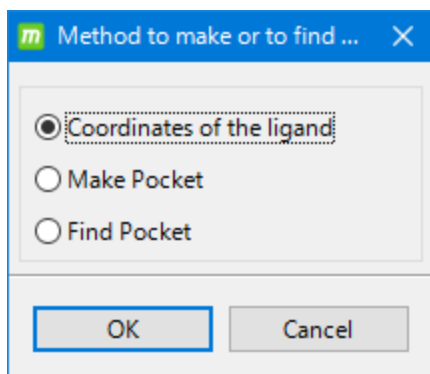 m Method to make or to find ...
Coordinates of the ligand
Make Pocket
Find Pocket
OK Cancel